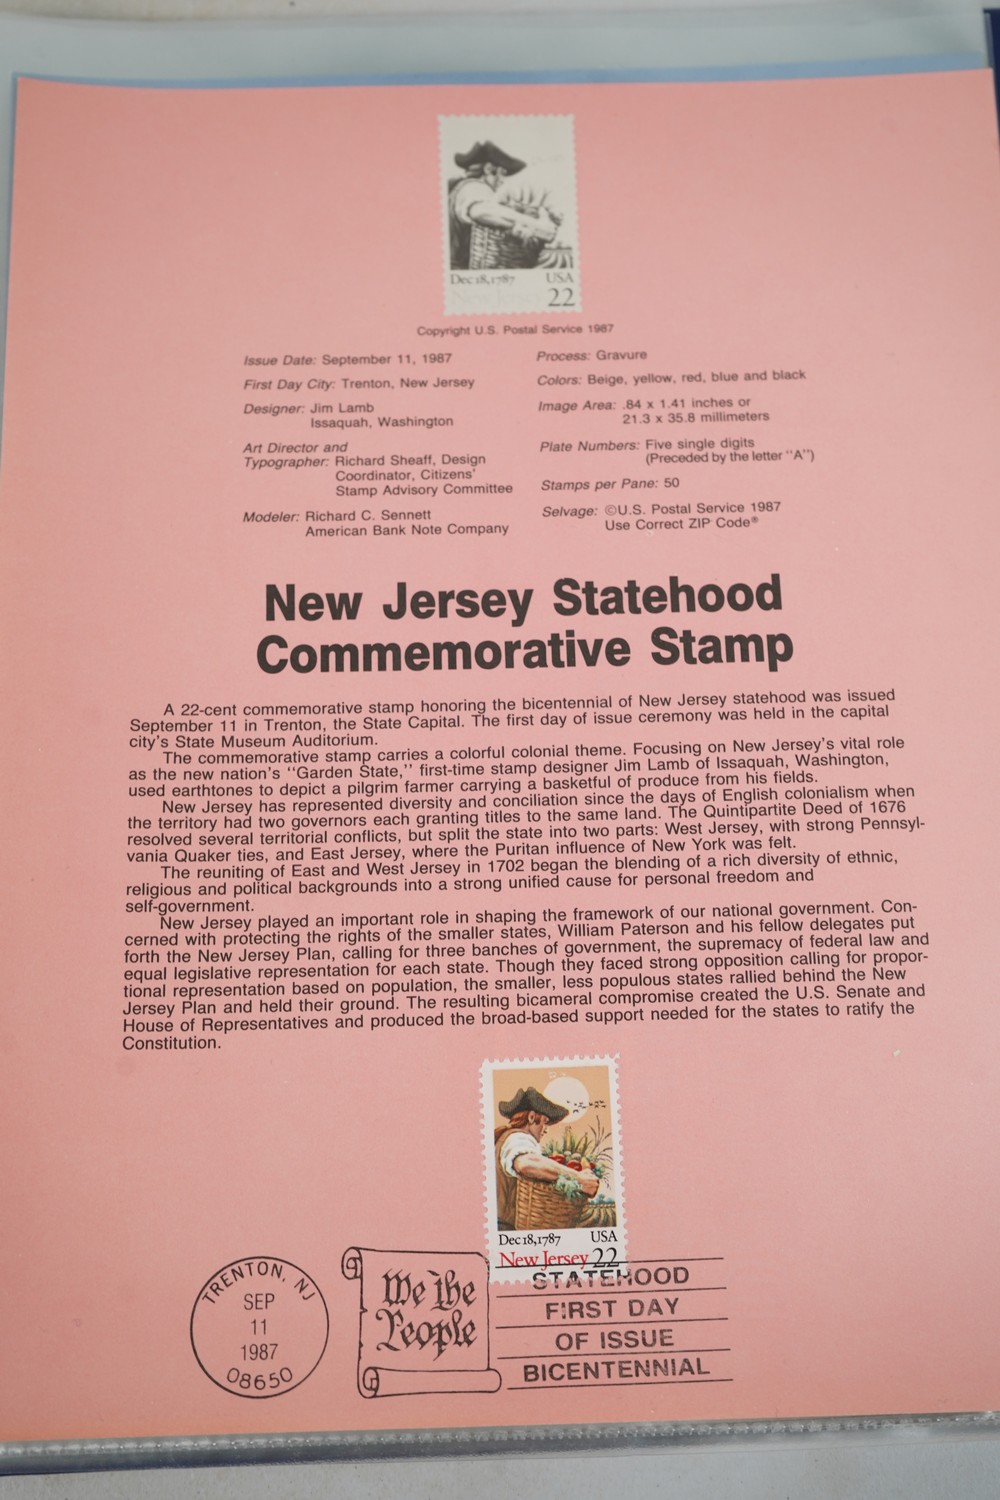 Dec 18, 1787 USA
New Jersey 22
Copyright U.S. Postal Service 1987
Issue Date: September 11, 1987
First Day City: Trenton, New Jersey
Designer: Jim Lamb
Issaquah, Washington
Art Director and
Typographer: Richard Sheaff, Design
Coordinator, Citizens'
Stamp Advisory Committee
Modeler: Richard C. Sennett
American Bank Note Company
Process: Gravure
Colors: Beige, yellow, red, blue and black
Image Area: .84 x 1.41 inches or
21.3 x 35.8 millimeters
Plate Numbers: Five single digits
(Preceded by the letter "A")
Stamps per Pane: 50
Selvage: ©U.S. Postal Service 1987
Use Correct ZIP Code®
New Jersey Statehood
Commemorative Stamp
A 22-cent commemorative stamp honoring the bicentennial of New Jersey statehood was issued
September 11 in Trenton, the State Capital. The first day of issue ceremony was held in the capital
city's State Museum Auditorium.
The commemorative stamp carries a colorful colonial theme. Focusing on New Jersey's vital role
as the new nation's "Garden State," first-time stamp designer Jim Lamb of Issaquah, Washington,
used earthtones to depict a pilgrim farmer carrying a basketful of produce from his fields.
New Jersey has represented diversity and conciliation since the days of English colonialism when
the territory had two governors each granting titles to the same land. The Quintipartite Deed of 1676
resolved several territorial conflicts, but split the state into two parts: West Jersey, with strong Pennsyl-
vania Quaker ties, and East Jersey, where the Puritan influence of New York was felt.
The reuniting of East and West Jersey in 1702 began the blending of a rich diversity of ethnic,
religious and political backgrounds into a strong unified cause for personal freedom and
self-government.
New Jersey played an important role in shaping the framework of our national government. Con-
cerned with protecting the rights of the smaller states, William Paterson and his fellow delegates put
forth the New Jersey Plan, calling for three banches of government, the supremacy of federal law and
equal legislative representation for each state. Though they faced strong opposition calling for propor-
tional representation based on population, the smaller, less populous states rallied behind the New
Jersey Plan and held their ground. The resulting bicameral compromise created the U.S. Senate and
House of Representatives and produced the broad-based support needed for the states to ratify the
Constitution.
Dec 18, 1787 USA
New Jersey 22
TRENTON, NJ
SEP
11
1987
08650
We the
People
STATEHOOD
FIRST DAY
OF ISSUE
BICENTENNIAL